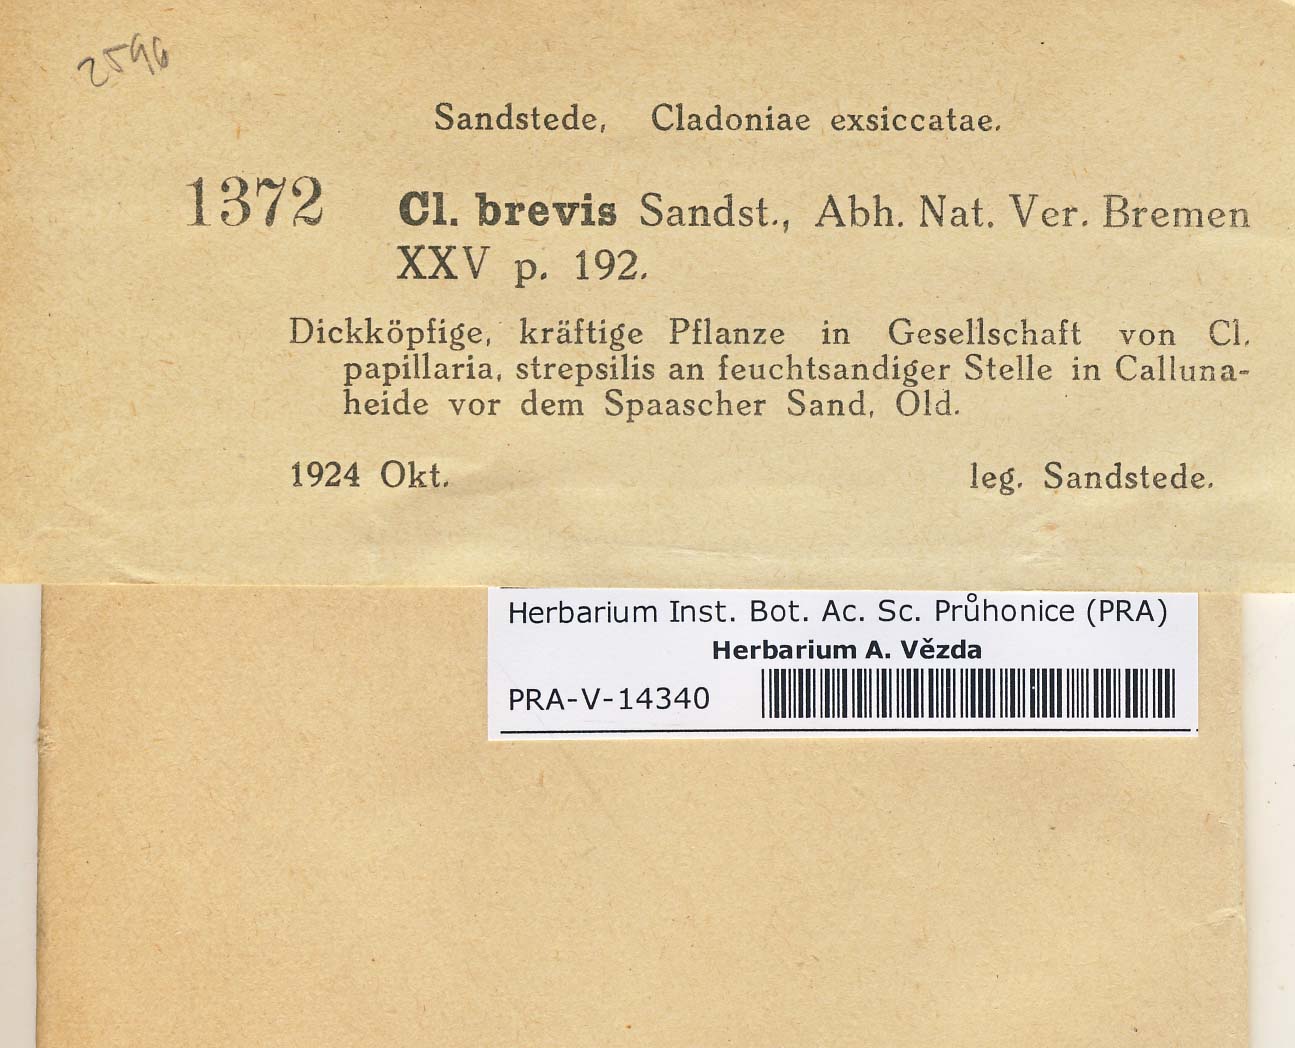 2596
Sandstede, Cladoniae exsiccatae.
1372 Cl. brevis Sandst., Abh. Nat. Ver. Bremen
XXV p. 192.
Dickköpfige, kräftige Pflanze in Gesellschaft von Cl.
papillaria, strepsilis an feuchtsandiger Stelle in Calluna-
heide vor dem Spaascher Sand, Old.
1924 Okt. leg. Sandstede.
Herbarium Inst. Bot. Ac. Sc. Průhonice (PRA)
Herbarium A. Vězda
PRA-V-14340